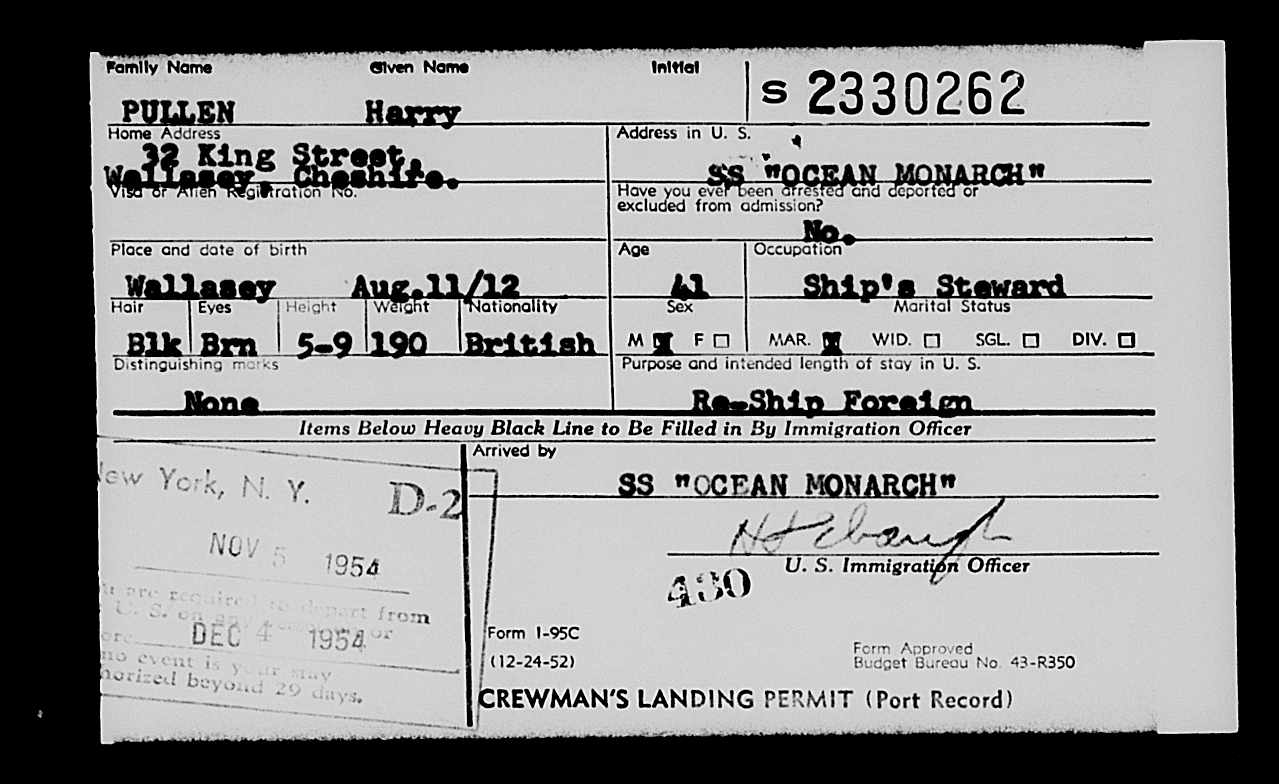 Family Name Given Name Initial
PULLEN Harry
S 2330262
Home Address
32 King Street,
Wallasey, Cheshire.
Address in U. S.
SS "OCEAN MONARCH"
Visa or Alien Registration No.
Have you ever been arrested and deported or
excluded from admission?
No.
Place and date of birth
Wallasey Aug.11/12
Age
41
Occupation
Ship's Steward
Hair Eyes Height Weight Nationality
Blk Brn 5-9 190 British
Sex
M F
Marital Status
MAR. WID. SGL. DIV.
Distinguishing marks
None
Purpose and intended length of stay in U. S.
Re-Ship Foreign
Items Below Heavy Black Line to Be Filled in By Immigration Officer
Arrived by
SS "OCEAN MONARCH"
U. S. Immigration Officer
430
New York, N. Y.
D-2
NOV 5 1954
are required to depart from
U. S. on or
DEC 4 1954
no event is your stay
beyond 29 days.
Form I-95C
(12-24-52)
Form Approved
Budget Bureau No. 43-R350
CREWMAN'S LANDING PERMIT (Port Record)